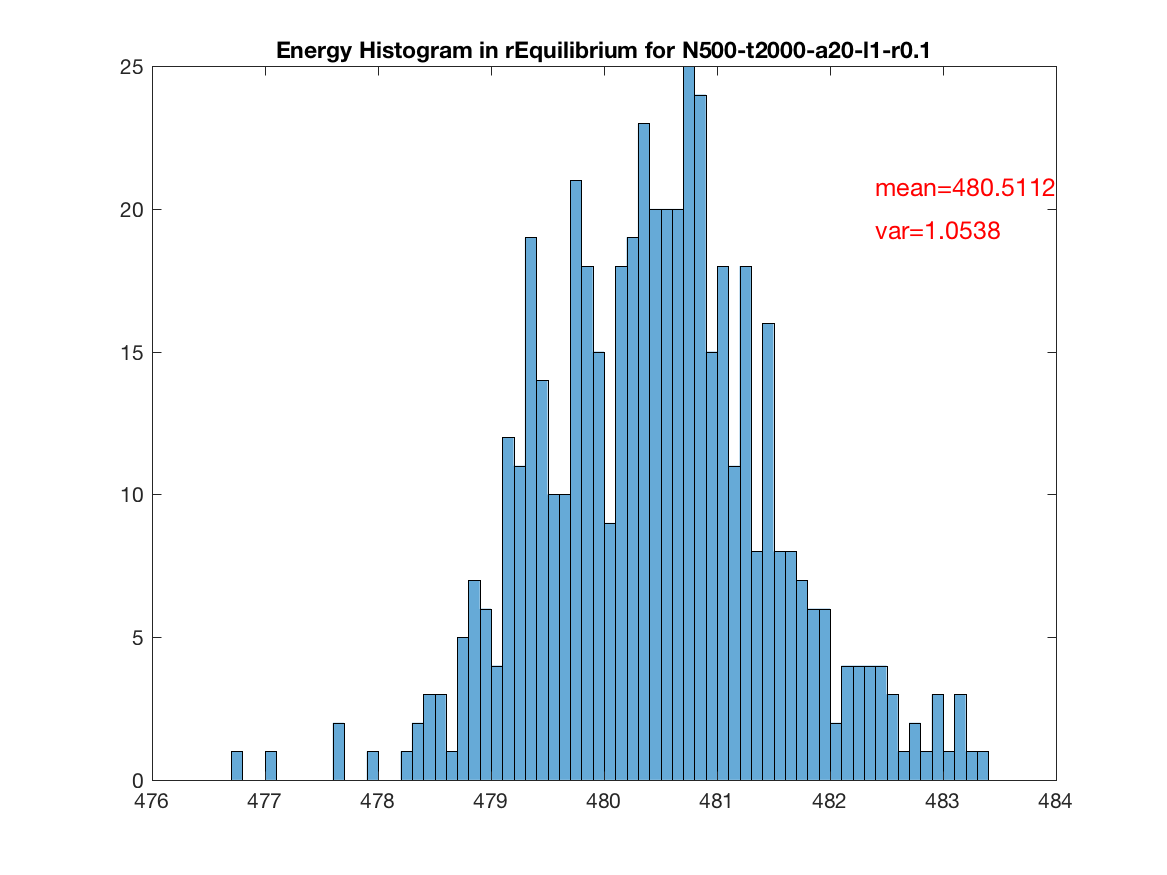 Energy Histogram in rEquilibrium for N500-t2000-a20-l1-r0.1
25
mean=480.5112
20
var=1.0538
15
10
5
0
476 477 478 479 480 481 482 483 484